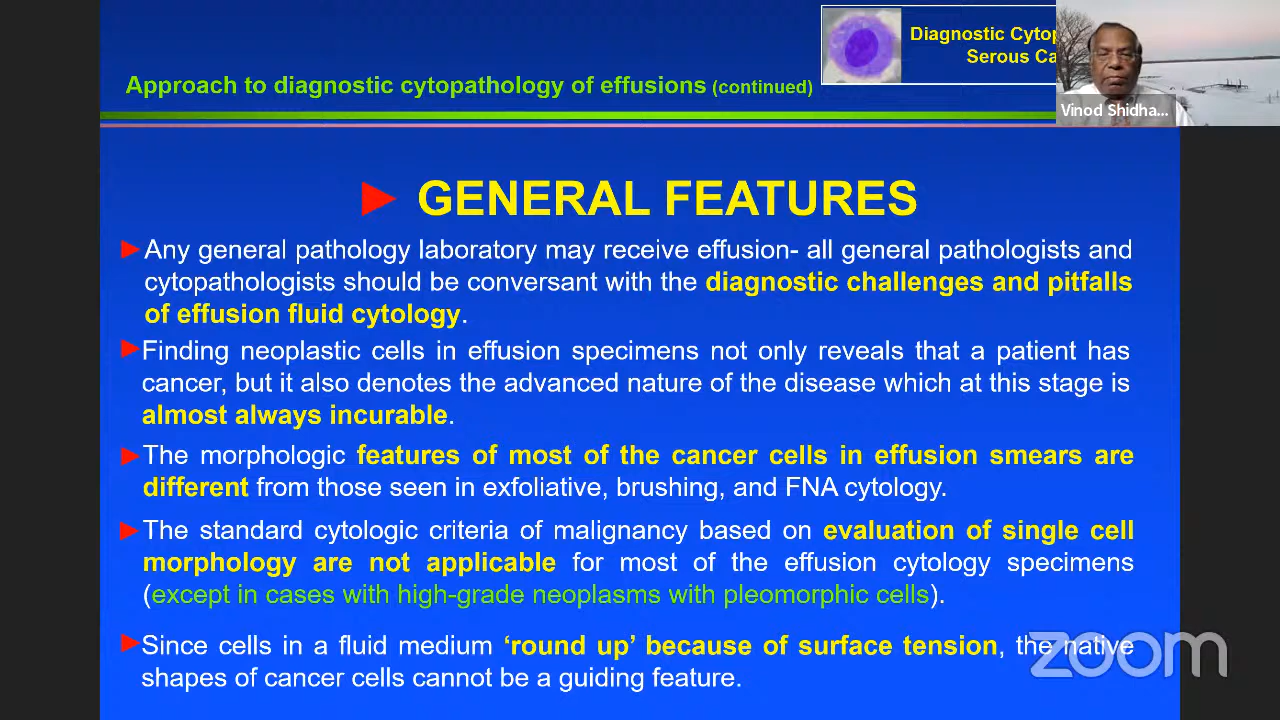 Diagnostic Cytop
Serous Ca
Approach to diagnostic cytopathology of effusions (continued)
Vinod Shidha...
► GENERAL FEATURES
►Any general pathology laboratory may receive effusion- all general pathologists and
cytopathologists should be conversant with the diagnostic challenges and pitfalls
of effusion fluid cytology.
►Finding neoplastic cells in effusion specimens not only reveals that a patient has
cancer, but it also denotes the advanced nature of the disease which at this stage is
almost always incurable.
►The morphologic features of most of the cancer cells in effusion smears are
different from those seen in exfoliative, brushing, and FNA cytology.
►The standard cytologic criteria of malignancy based on evaluation of single cell
morphology are not applicable for most of the effusion cytology specimens
(except in cases with high-grade neoplasms with pleomorphic cells).
►Since cells in a fluid medium ‘round up’ because of surface tension, the native
shapes of cancer cells cannot be a guiding feature.
zoom